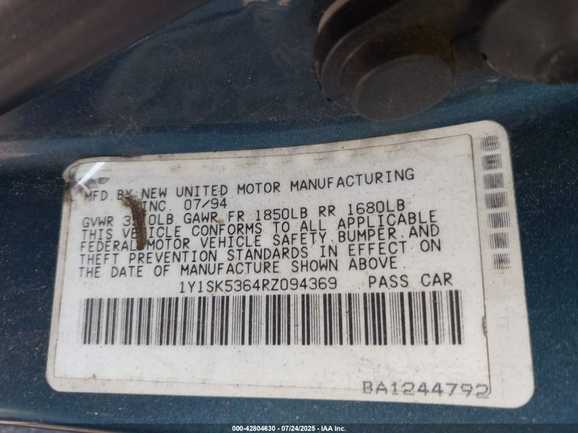 MFD BY NEW UNITED MOTOR MANUFACTURING
INC. 07/94
GVWR LB GAWR FR 1850LB RR 1680LB
THIS VEHICLE CONFORMS TO ALL APPLICABLE
FEDERAL MOTOR VEHICLE SAFETY, BUMPER AND
THEFT PREVENTION STANDARDS IN EFFECT ON
THE DATE OF MANUFACTURE SHOWN ABOVE.
1Y1SK5364RZ094369 PASS CAR
BA1244792
000-42804630 - 07/24/2025 - IAA Inc.